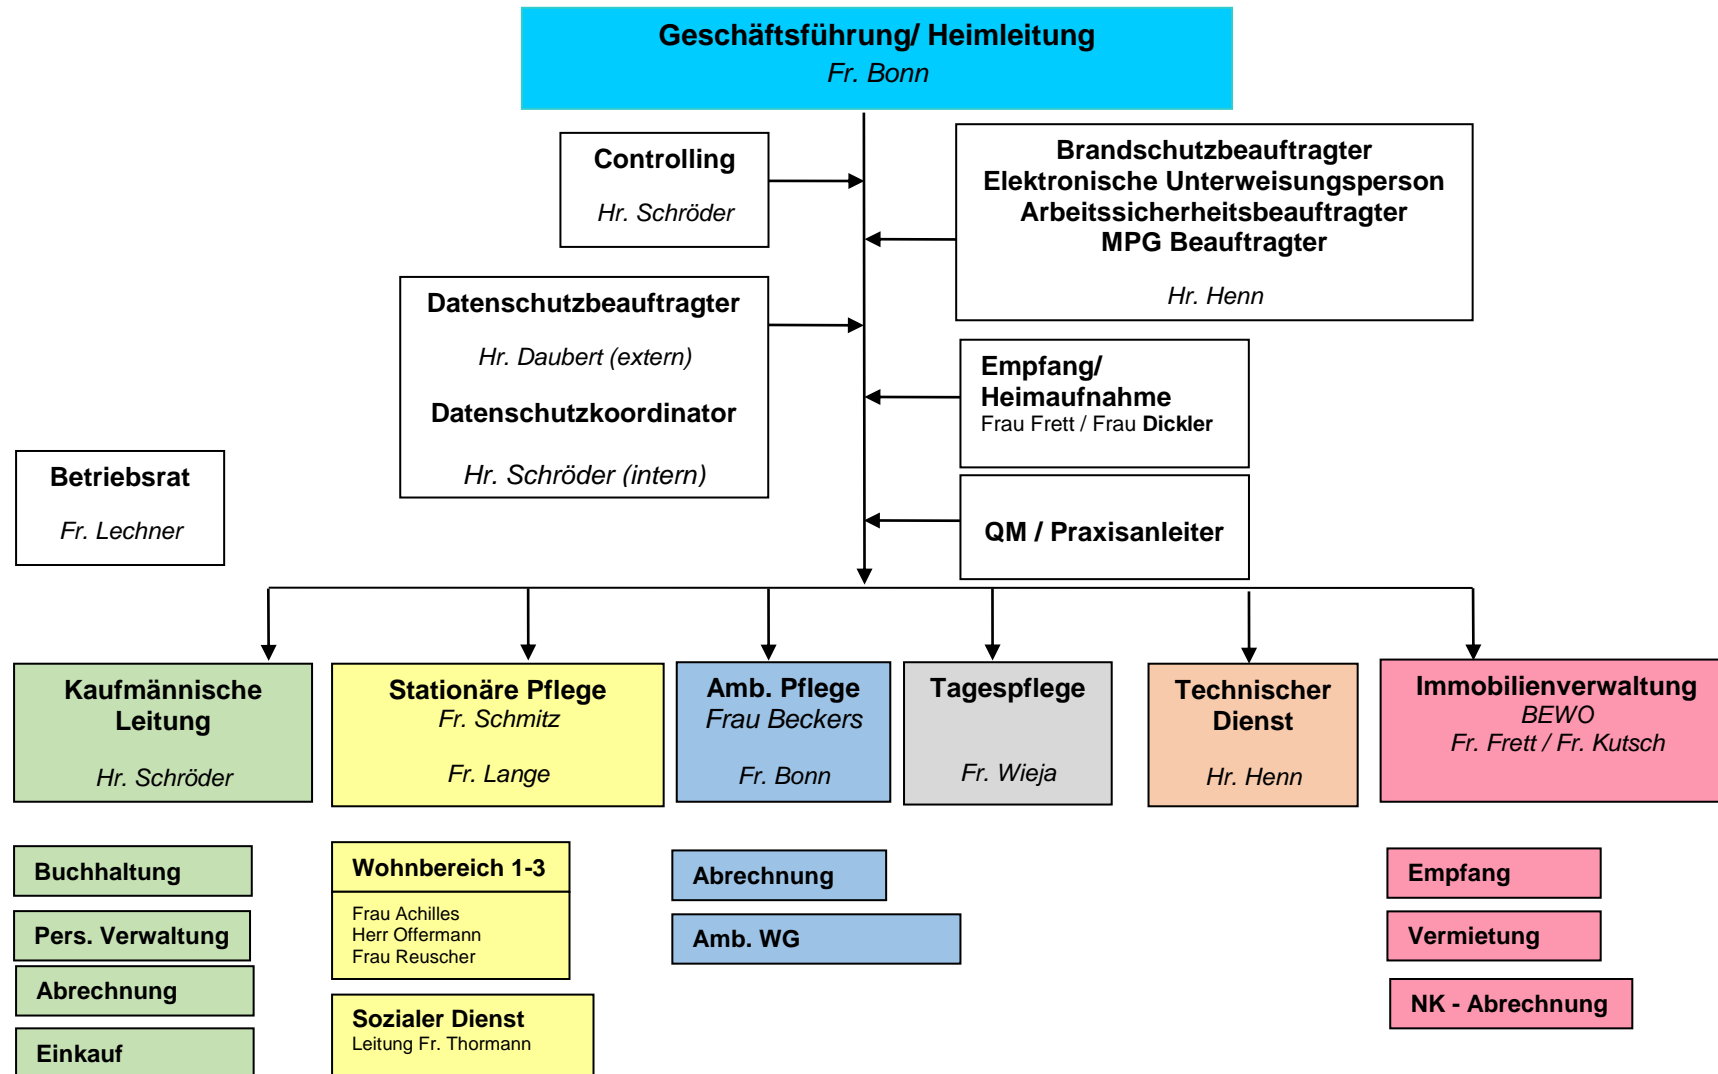 Geschäftsführung/ Heimleitung
Fr. Bonn
Controlling
Hr. Schröder
Brandschutzbeauftragter
Elektronische Unterweisungsperson
Arbeitssicherheitsbeauftragter
MPG Beauftragter
Hr. Henn
Datenschutzbeauftragter
Hr. Daubert (extern)
Datenschutzkoordinator
Hr. Schröder (intern)
Empfang/
Heimaufnahme
Frau Frett / Frau Dickler
Betriebsrat
Fr. Lechner
QM / Praxisanleiter
Kaufmännische
Leitung
Hr. Schröder
Stationäre Pflege
Fr. Schmitz
Fr. Lange
Amb. Pflege
Frau Beckers
Fr. Bonn
Tagespflege
Fr. Wieja
Technischer
Dienst
Hr. Henn
Immobilienverwaltung
BEWO
Fr. Frett / Fr. Kutsch
Buchhaltung
Pers. Verwaltung
Abrechnung
Einkauf
Wohnbereich 1-3
Frau Achilles
Herr Offermann
Frau Reuscher
Sozialer Dienst
Leitung Fr. Thormann
Abrechnung
Amb. WG
Empfang
Vermietung
NK - Abrechnung